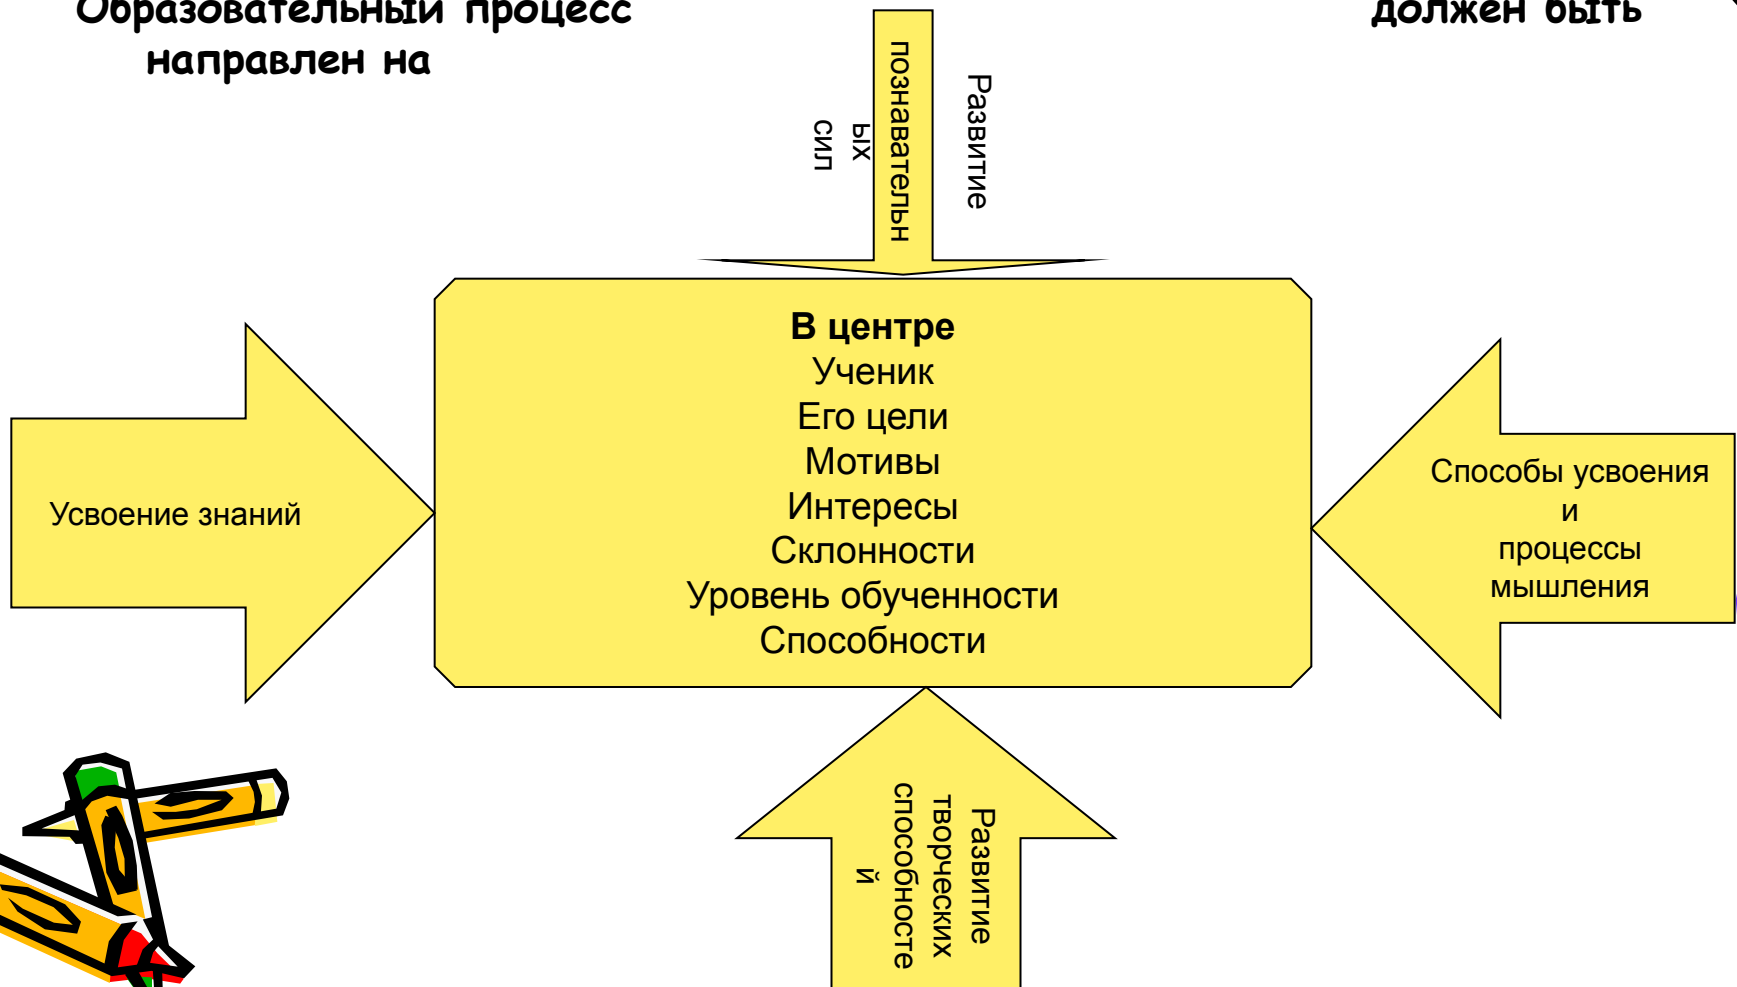 Образовательный процесс должен быть
направлен на
Развитие
познавательн
ых
сил
В центре
Ученик
Его цели
Мотивы
Интересы
Склонности
Уровень обученности
Способности
Усвоение знаний
Способы усвоения
и
процессы
мышления
Развитие
творческих
способносте
й